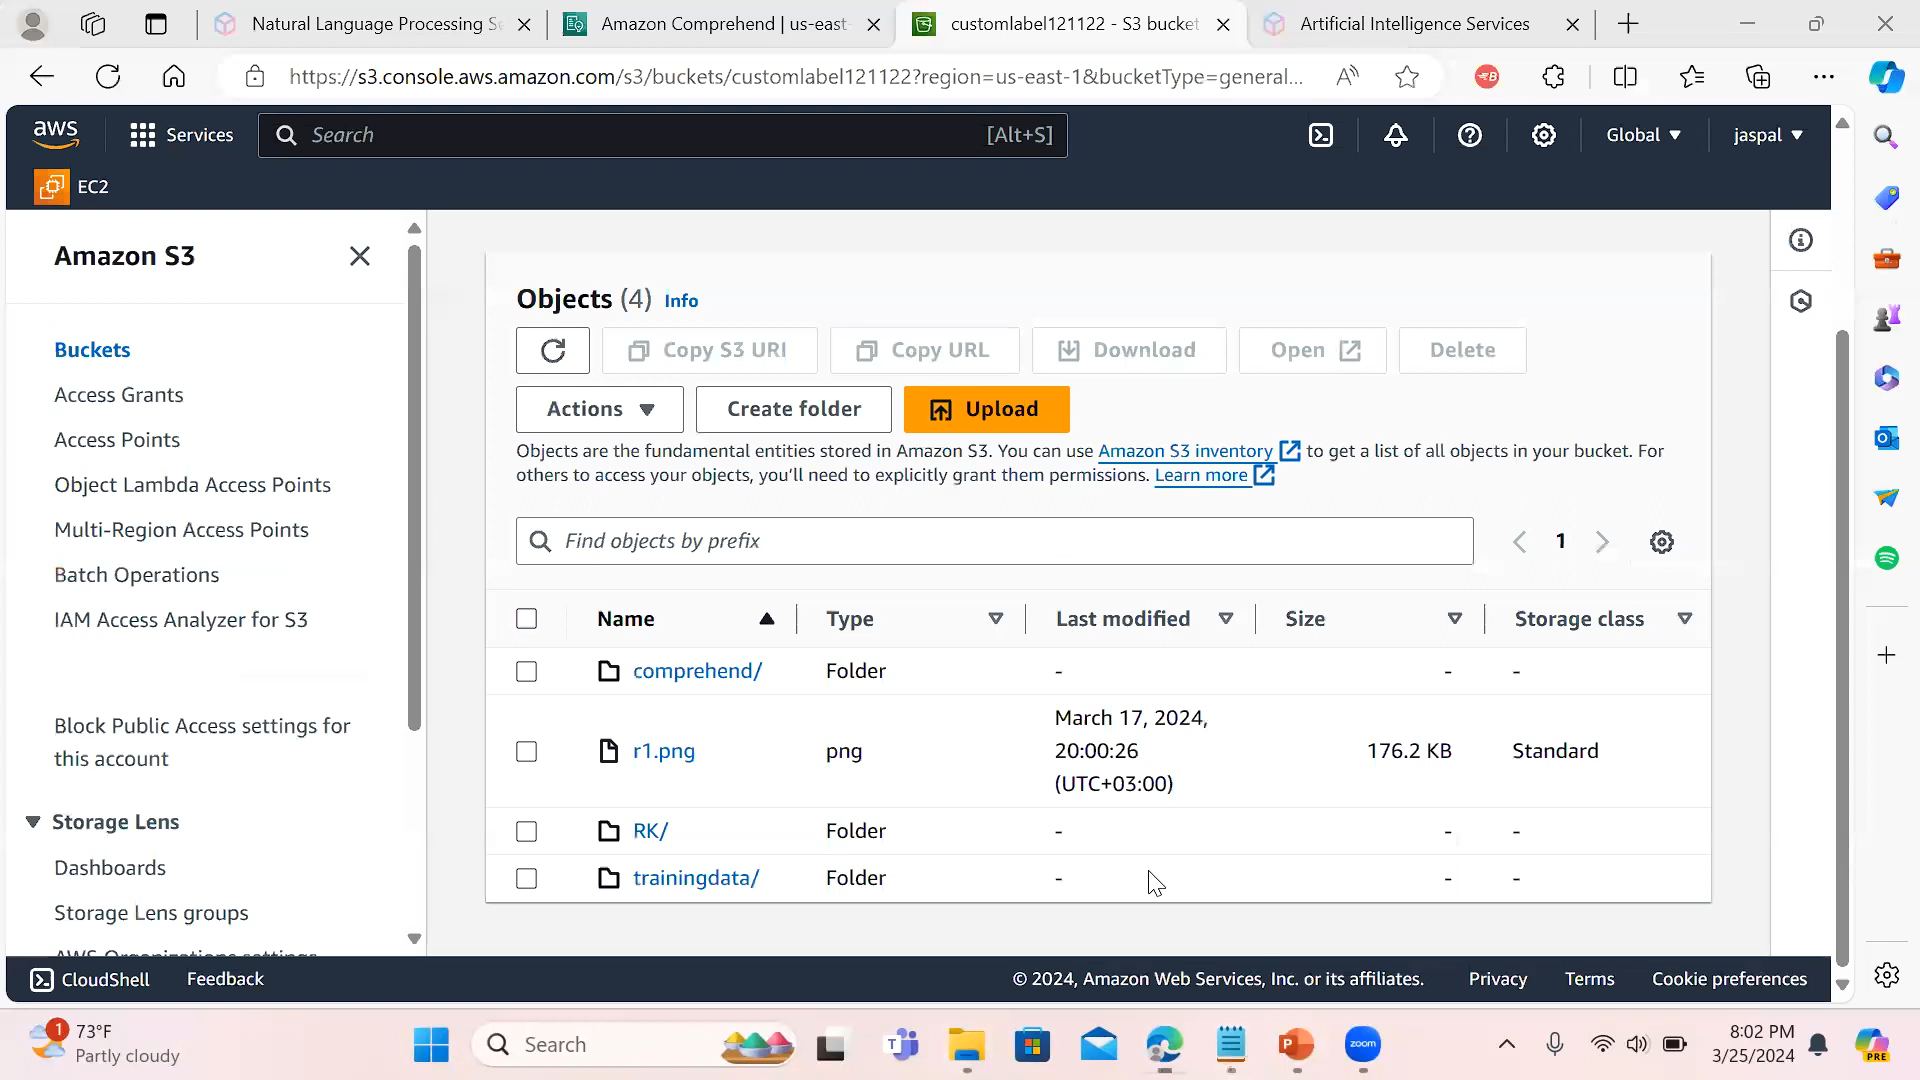 Natural Language Processing Se
Amazon Comprehend | us-east-
customlabel121122 - S3 bucket
Artificial Intelligence Services
https://s3.console.aws.amazon.com/s3/buckets/customlabel121122?region=us-east-1&bucketType=general...
aws
Services
Search
[Alt+S]
Global
jaspal
EC2
Amazon S3
Buckets
Access Grants
Access Points
Object Lambda Access Points
Multi-Region Access Points
Batch Operations
IAM Access Analyzer for S3
Block Public Access settings for
this account
Storage Lens
Dashboards
Storage Lens groups
AWS Organizations settings
Objects (4) Info
Copy S3 URI
Copy URL
Download
Open
Delete
Actions
Create folder
Upload
Objects are the fundamental entities stored in Amazon S3. You can use Amazon S3 inventory to get a list of all objects in your bucket. For
others to access your objects, you'll need to explicitly grant them permissions. Learn more
Find objects by prefix
1
Name Type Last modified Size Storage class
comprehend/ Folder - - -
r1.png png March 17, 2024,
20:00:26
(UTC+03:00) 176.2 KB Standard
RK/ Folder - - -
trainingdata/ Folder - - -
CloudShell
Feedback
© 2024, Amazon Web Services, Inc. or its affiliates.
Privacy
Terms
Cookie preferences
1
73°F
Partly cloudy
Search
zoom
8:02 PM
3/25/2024
PRE